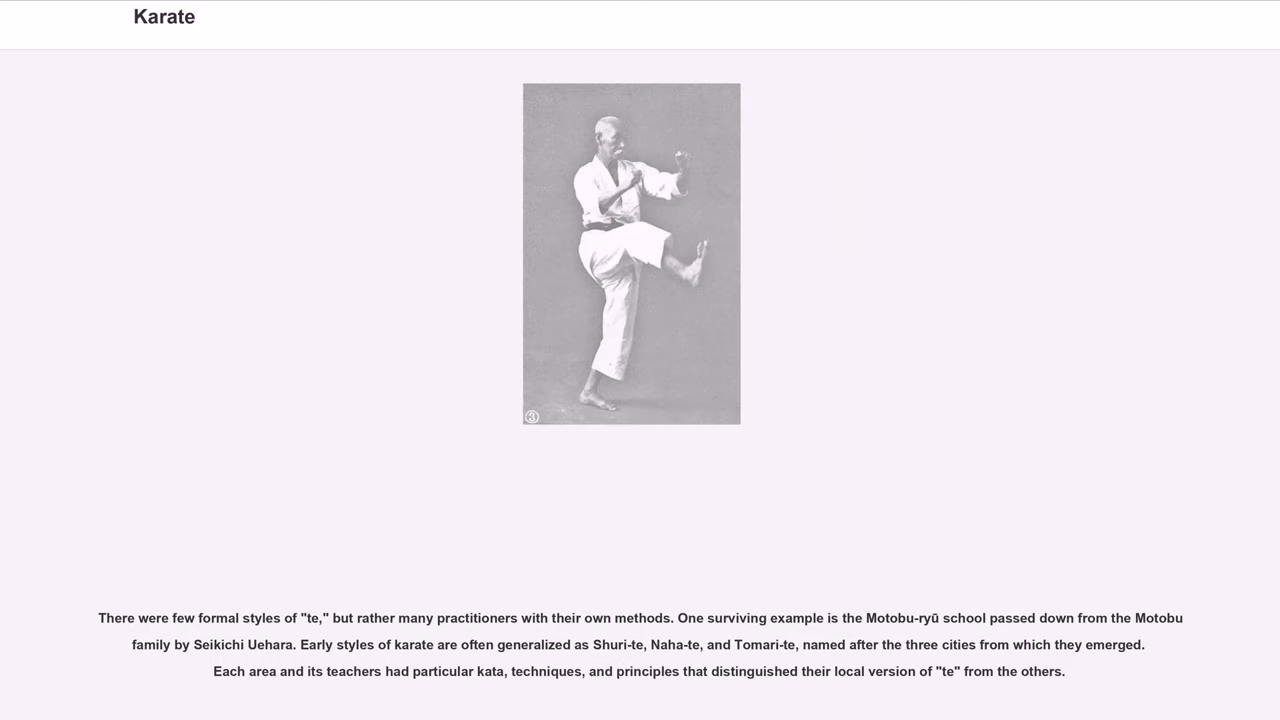 Karate
③
There were few formal styles of "te," but rather many practitioners with their own methods. One surviving example is the Motobu-ryū school passed down from the Motobu
family by Seikichi Uehara. Early styles of karate are often generalized as Shuri-te, Naha-te, and Tomari-te, named after the three cities from which they emerged.
Each area and its teachers had particular kata, techniques, and principles that distinguished their local version of "te" from the others.